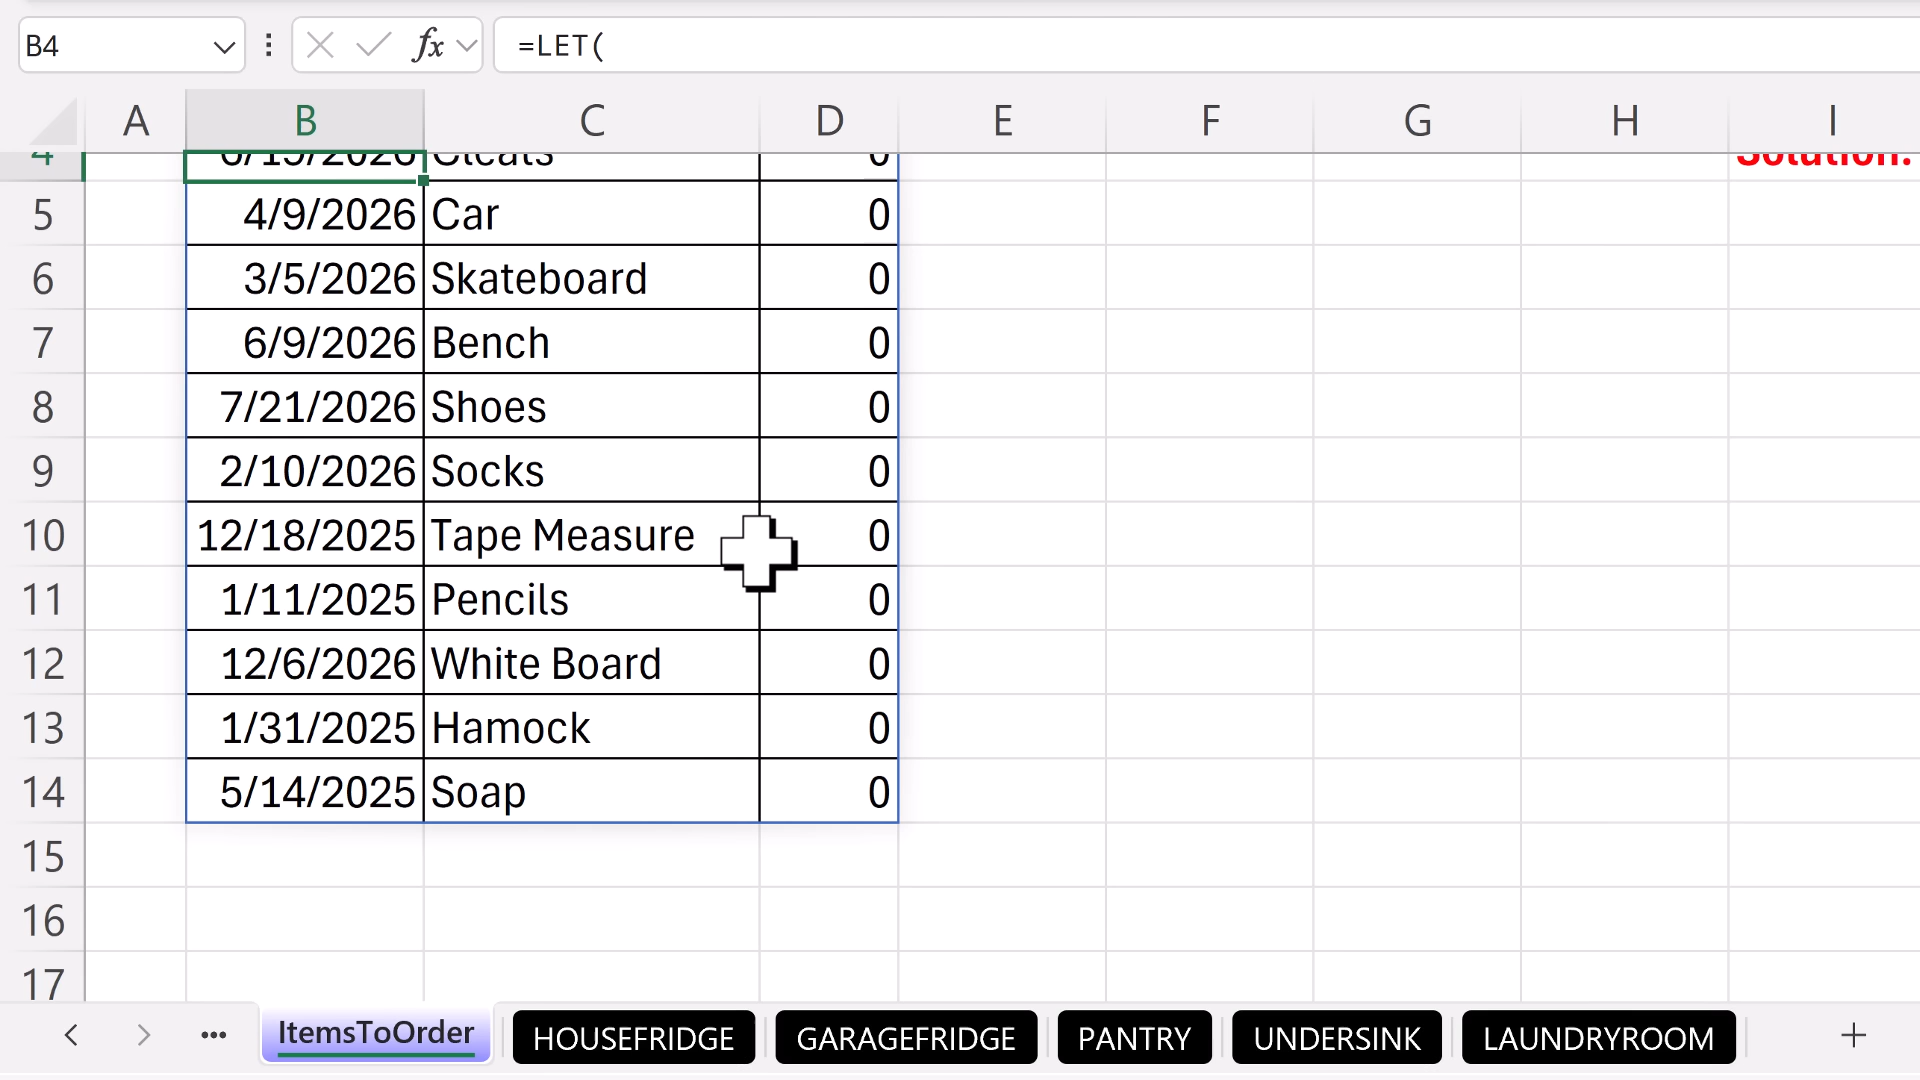 B4 fx =LET(
A B C D E F G H I
4 6/15/2026 Cleats 0 Solution:
5 4/9/2026 Car 0
6 3/5/2026 Skateboard 0
7 6/9/2026 Bench 0
8 7/21/2026 Shoes 0
9 2/10/2026 Socks 0
10 12/18/2025 Tape Measure 0
11 1/11/2025 Pencils 0
12 12/6/2026 White Board 0
13 1/31/2025 Hamock 0
14 5/14/2025 Soap 0
15
16
17
ItemsToOrder HOUSEFRIDGE GARAGEFRIDGE PANTRY UNDERSINK LAUNDRYROOM